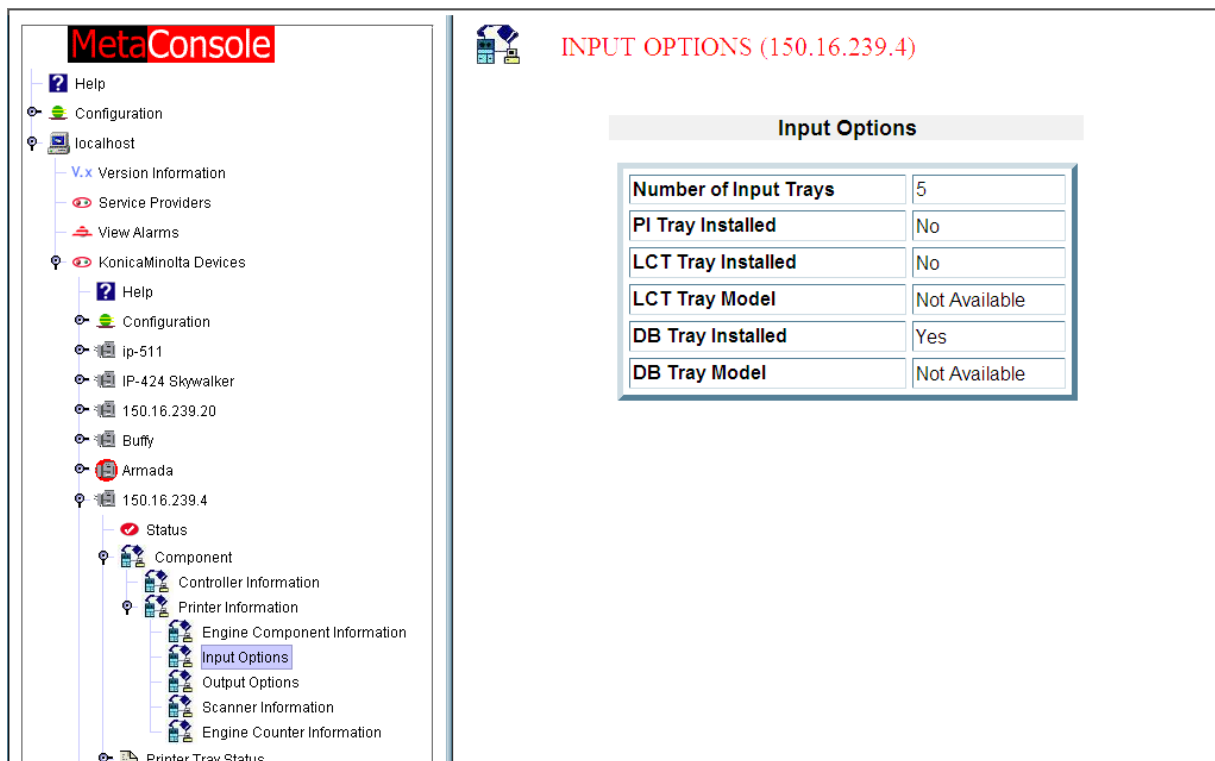 MetaConsole
Help
Configuration
localhost
V.x Version Information
Service Providers
View Alarms
KonicaMinolta Devices
Help
Configuration
ip-511
IP-424 Skywalker
150.16.239.20
Buffy
Armada
150.16.239.4
Status
Component
Controller Information
Printer Information
Engine Component Information
Input Options
Output Options
Scanner Information
Engine Counter Information
Printer Tray Status
INPUT OPTIONS (150.16.239.4)
Input Options
Number of Input Trays 5
PI Tray Installed No
LCT Tray Installed No
LCT Tray Model Not Available
DB Tray Installed Yes
DB Tray Model Not Available